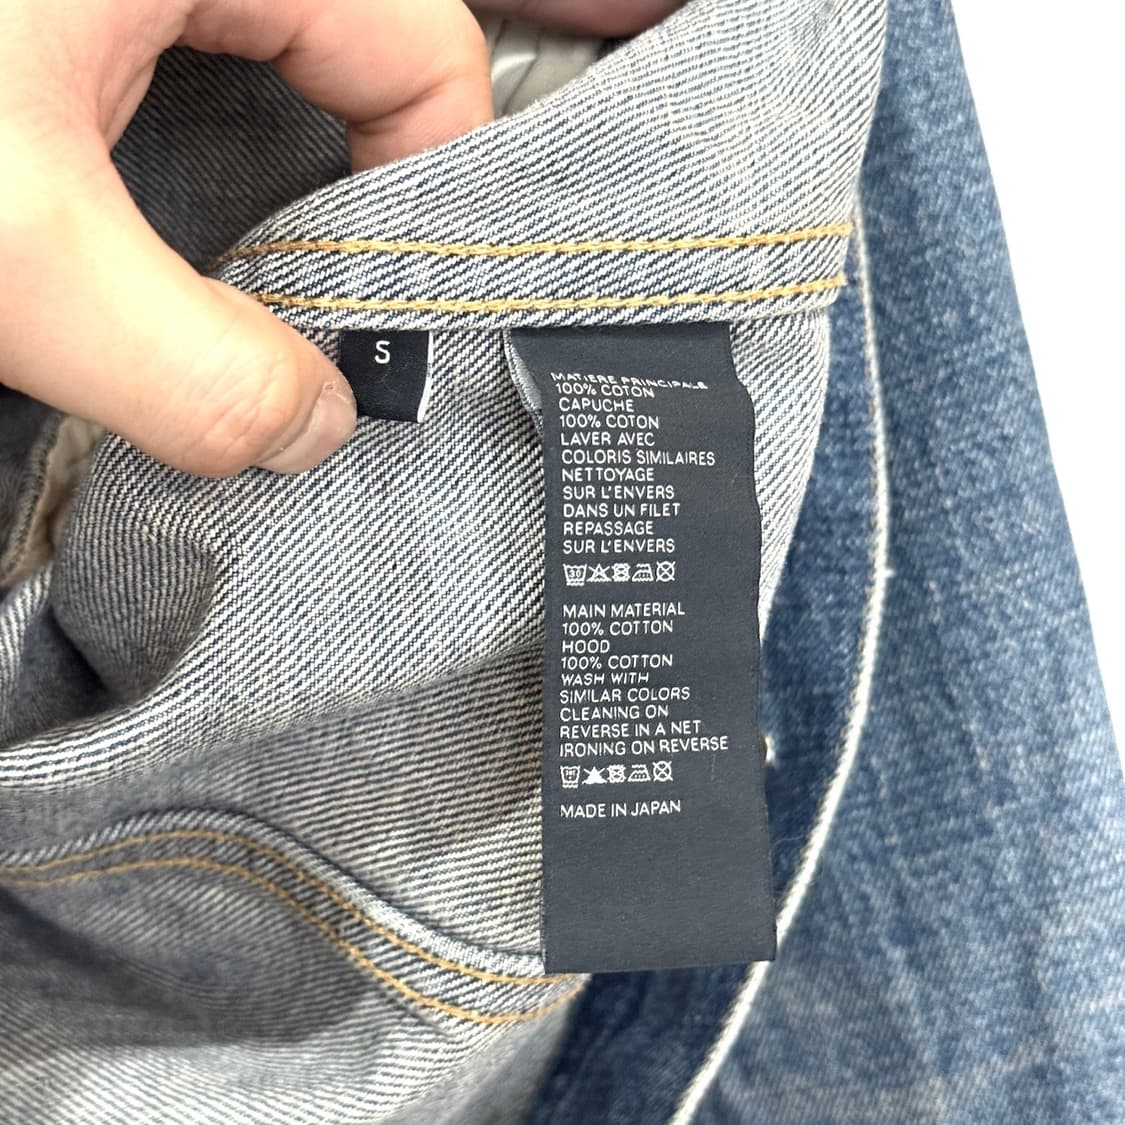 S
MATIERE PRINCIPALE
100% COTON
CAPUCHE
100% COTON
LAVER AVEC
COLORIS SIMILAIRES
NETTOYAGE
SUR L'ENVERS
DANS UN FILET
REPASSAGE
SUR L'ENVERS
30
MAIN MATERIAL
100% COTTON
HOOD
100% COTTON
WASH WITH
SIMILAR COLORS
CLEANING ON
REVERSE IN A NET
IRONING ON REVERSE
MADE IN JAPAN